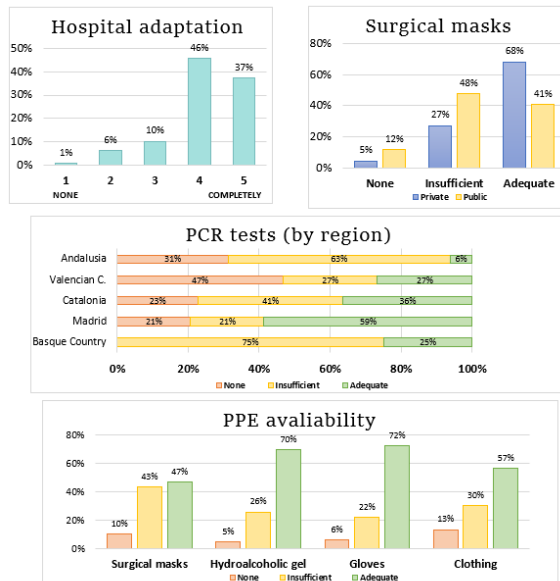 Hospital adaptation
50%
40%
30%
20%
10%
0%
1%
6%
10%
46%
37%
1 2 3 4 5
NONE COMPLETELY
Surgical masks
80%
60%
40%
20%
0%
5%
12%
27%
48%
68%
41%
None Insufficient Adequate
Private Public
PCR tests (by region)
Andalusia 31% 63% 6%
Valencian C. 47% 27% 27%
Catalonia 23% 41% 36%
Madrid 21% 21% 59%
Basque Country 75% 25%
0% 20% 40% 60% 80% 100%
None Insufficient Adequate
PPE avaliability
80%
60%
40%
20%
0%
10%
43%
47%
5%
26%
70%
6%
22%
72%
13%
30%
57%
Surgical masks Hydroalcoholic gel Gloves Clothing
None Insufficient Adequate